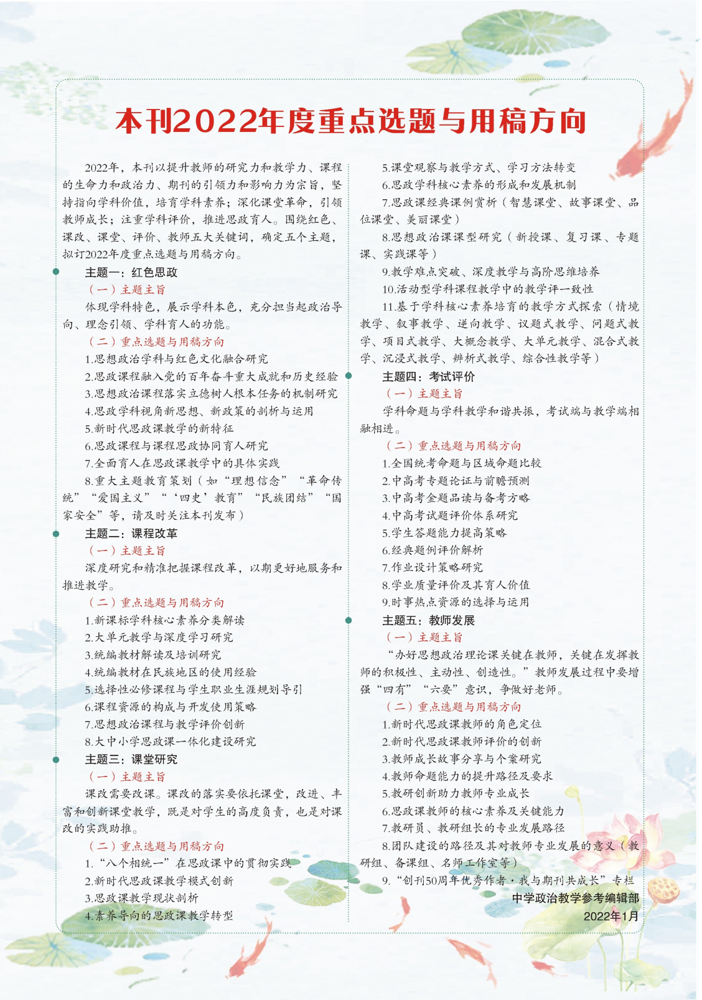 本刊2022年度重点选题与用稿方向
2022年，本刊以提升教师的研究力和教学力、课程
的生命力和政治力、期刊的引领力和影响力为宗旨，坚
持指向学科价值，培育学科素养；深化课堂革命，引领
教师成长；注重学科评价，推进思政育人。围绕红色、
课改、课堂、评价、教师五大关键词，确定五个主题，
拟订2022年度重点选题与用稿方向。
主题一：红色思政
（一）主题主旨
体现学科特色，展示学科本色，充分担当起政治导
向、理念引领、学科育人的功能。
（二）重点选题与用稿方向
1.思想政治学科与红色文化融合研究
2.思政课程融入党的百年奋斗重大成就和历史经验
3.思想政治课程落实立德树人根本任务的机制研究
4.思政学科视角新思想、新政策的剖析与运用
5.新时代思政课教学的新特征
6.思政课程与课程思政协同育人研究
7.全面育人在思政课教学中的具体实践
8.重大主题教育策划（如“理想信念”“革命传
统”“爱国主义”“‘四史’教育”“民族团结”“国
家安全”等，请及时关注本刊发布）
主题二：课程改革
（一）主题主旨
深度研究和精准把握课程改革，以期更好地服务和
推进教学。
（二）重点选题与用稿方向
1.新课标学科核心素养分类解读
2.大单元教学与深度学习研究
3.统编教材解读及培训研究
4.统编教材在民族地区的使用经验
5.选择性必修课程与学生职业生涯规划导引
6.课程资源的构成与开发使用策略
7.思想政治课程与教学评价创新
8.大中小学思政课一体化建设研究
主题三：课堂研究
（一）主题主旨
课改需要改课。课改的落实要依托课堂，改进、丰
富和创新课堂教学，既是对学生的高度负责，也是对课
改的实践助推。
（二）重点选题与用稿方向
1.“八个相统一”在思政课中的贯彻实践
2.新时代思政课教学模式创新
3.思政课教学现状剖析
4.素养导向的思政课教学转型
5.课堂观察与教学方式、学习方法转变
6.思政学科核心素养的形成和发展机制
7.思政课经典课例赏析（智慧课堂、故事课堂、品
位课堂、美丽课堂）
8.思想政治课课型研究（新授课、复习课、专题
课、实践课等）
9.教学难点突破、深度教学与高阶思维培养
10.活动型学科课程教学中的教学评一致性
11.基于学科核心素养培育的教学方式探索（情境
教学、叙事教学、逆向教学、议题式教学、问题式教
学、项目式教学、大概念教学、大单元教学、混合式教
学、沉浸式教学、辨析式教学、综合性教学等）
主题四：考试评价
（一）主题主旨
学科命题与学科教学和谐共振，考试端与教学端相
融相进。
（二）重点选题与用稿方向
1.全国统考命题与区域命题比较
2.中高考专题论证与前瞻预测
3.中高考金题品读与备考方略
4.中高考试题评价体系研究
5.学生答题能力提高策略
6.经典题例评价解析
7.作业设计策略研究
8.学业质量评价及其育人价值
9.时事热点资源的选择与运用
主题五：教师发展
（一）主题主旨
“办好思想政治理论课关键在教师，关键在发挥教
师的积极性、主动性、创造性。”教师发展过程中要增
强“四有”“六要”意识，争做好老师。
（二）重点选题与用稿方向
1.新时代思政课教师的角色定位
2.新时代思政课教师评价的创新
3.教师成长故事分享与个案研究
4.教师命题能力的提升路径及要求
5.教研创新助力教师专业成长
6.思政课教师的核心素养及关键能力
7.教研员、教研组长的专业发展路径
8.团队建设的路径及其对教师专业发展的意义（教
研组、备课组、名师工作室等）
9.“创刊50周年优秀作者·我与期刊共成长”专栏
中学政治教学参考编辑部
2022年1月